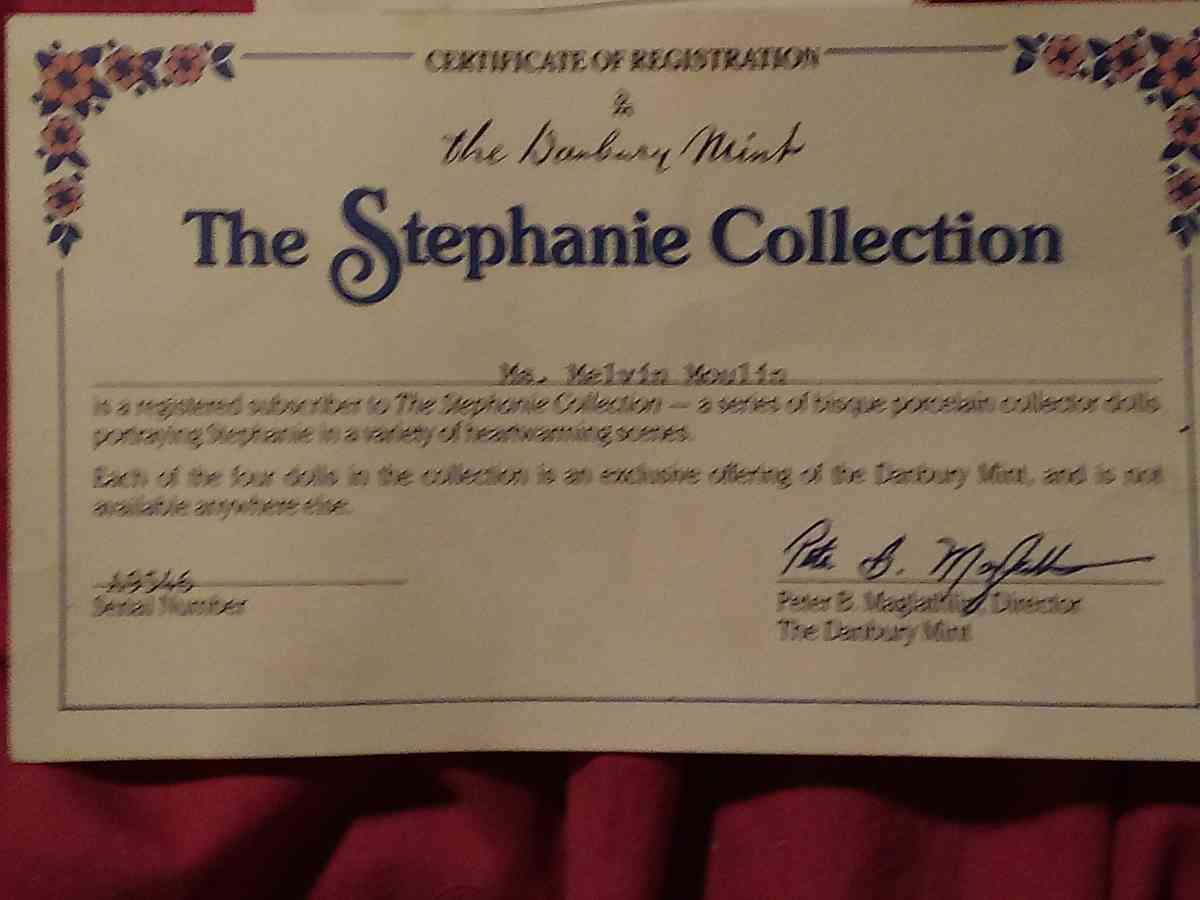 CERTIFICATE OF REGISTRATION
the Danbury Mint
The Stephanie Collection
Ms. Melvin Moulin
is a registered subscriber to The Stephanie Collection — a series of bisque porcelain collector dolls
portraying Stephanie in a variety of heartwarming scenes.
Each of the four dolls in the collection is an exclusive offering of the Danbury Mint, and is not
available anywhere else.
Serial Number
Peter B. Maglathlin, Director
The Danbury Mint